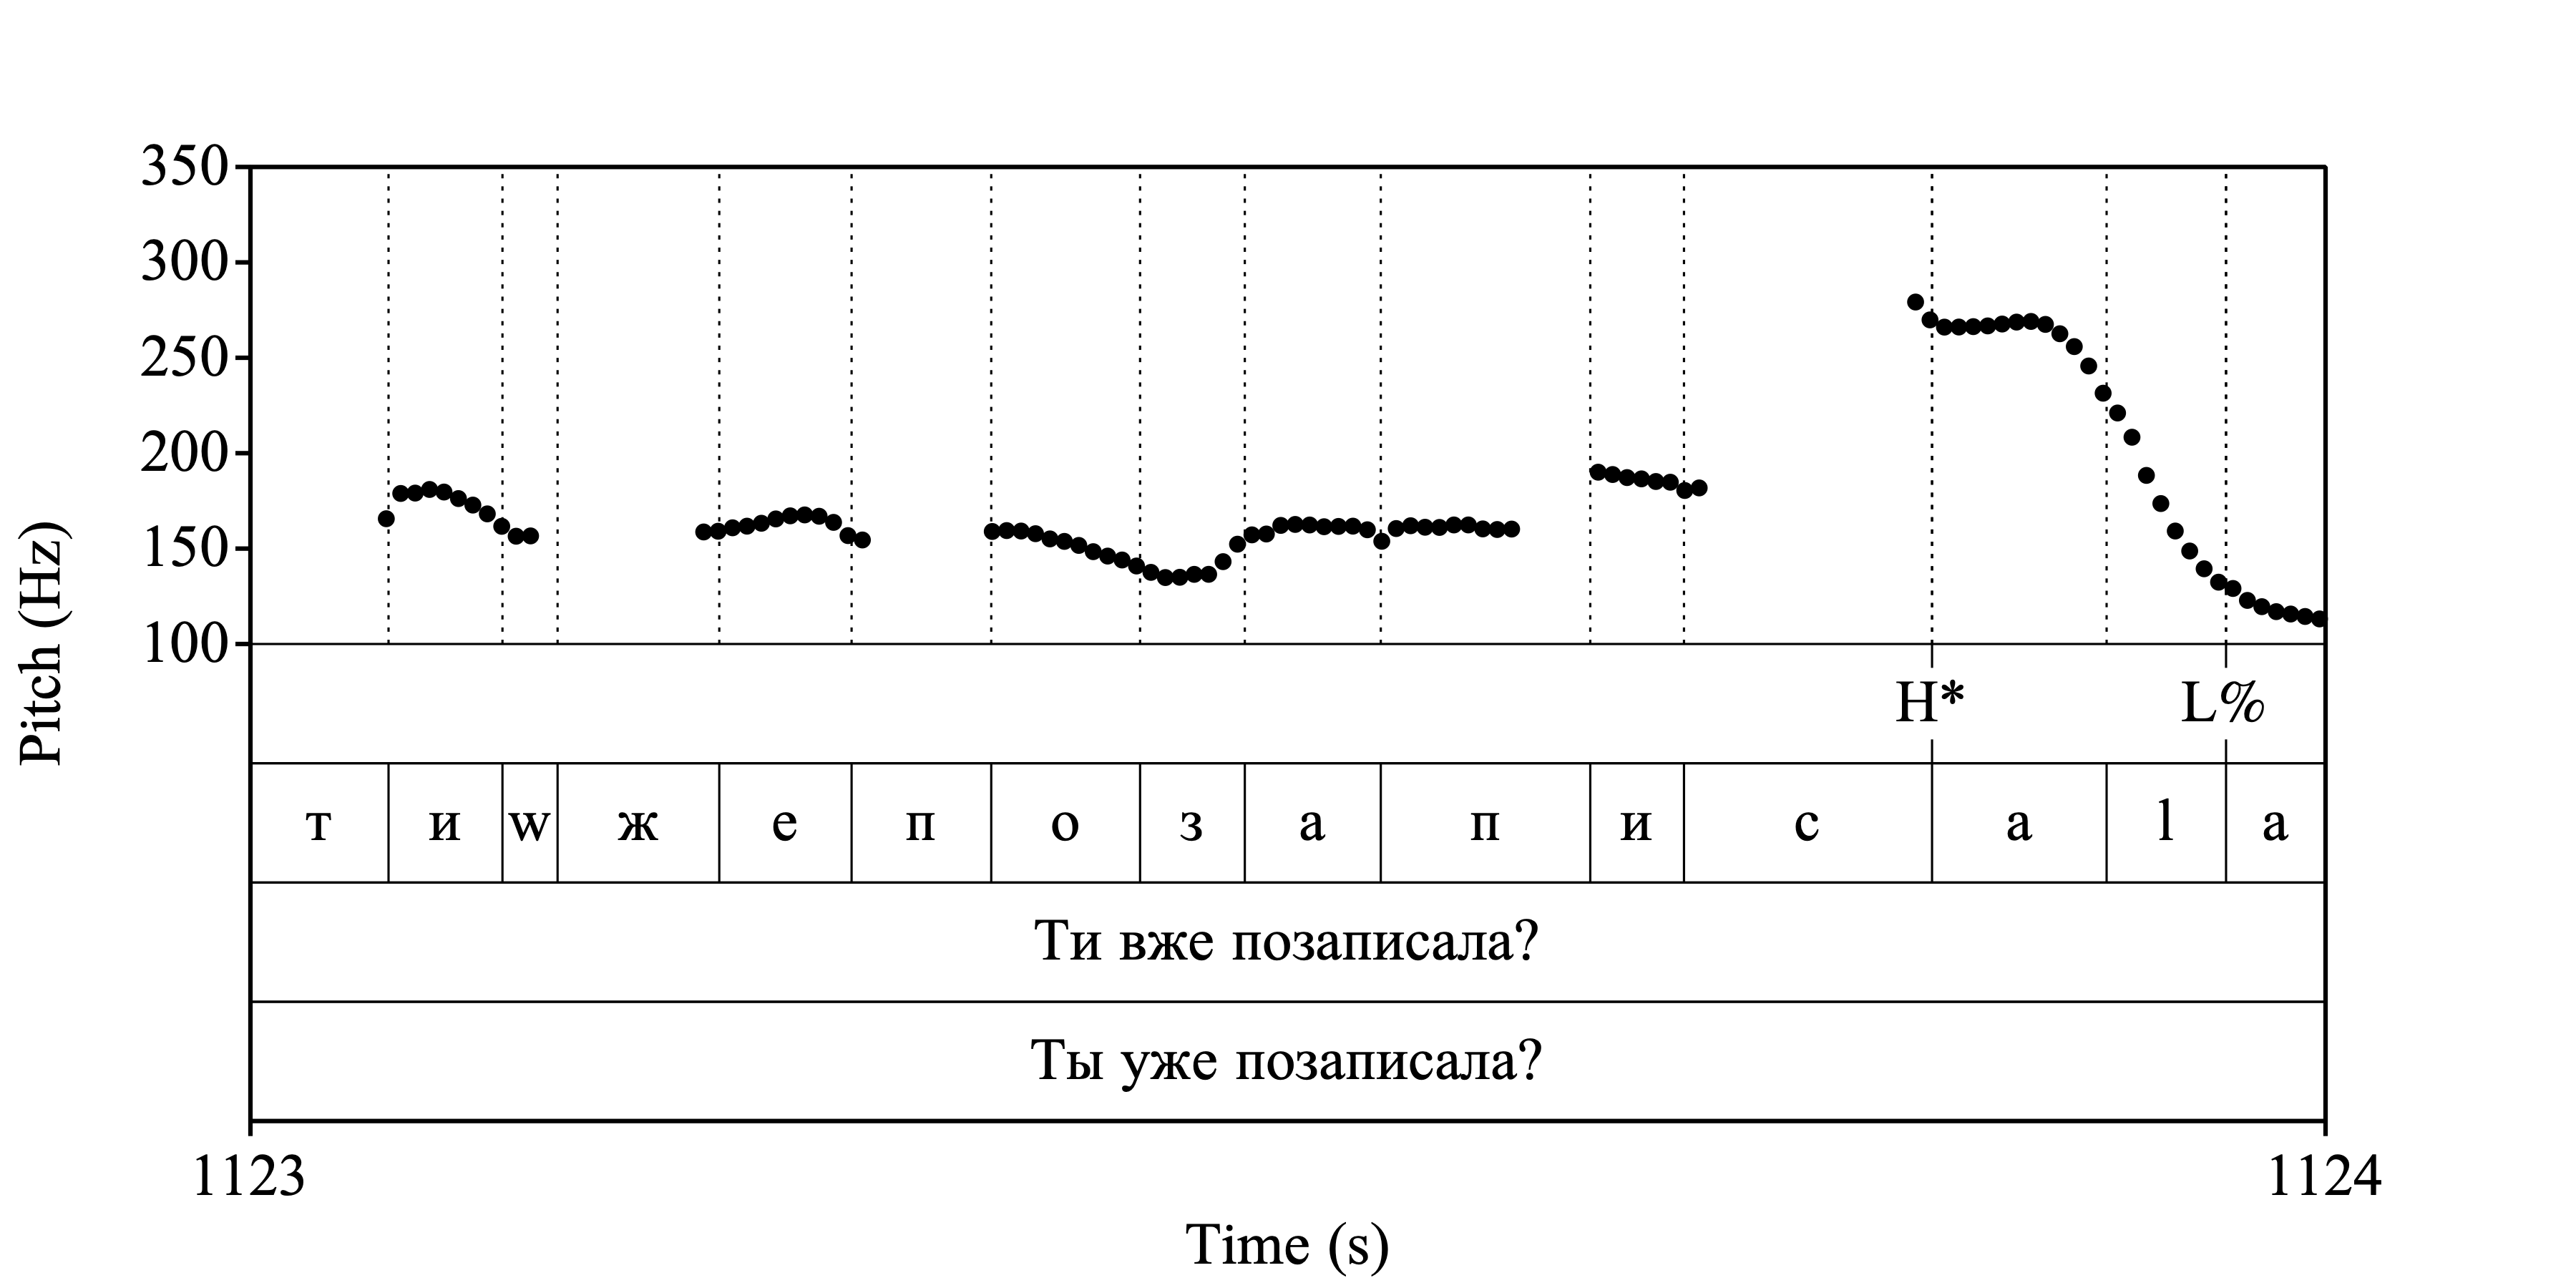 350
300
250
200
150
100
Pitch (Hz)
H* L%
т и w ж е п о з а п и с а l а
Ти вже позаписала?
Ты уже позаписала?
1123 1124
Time (s)